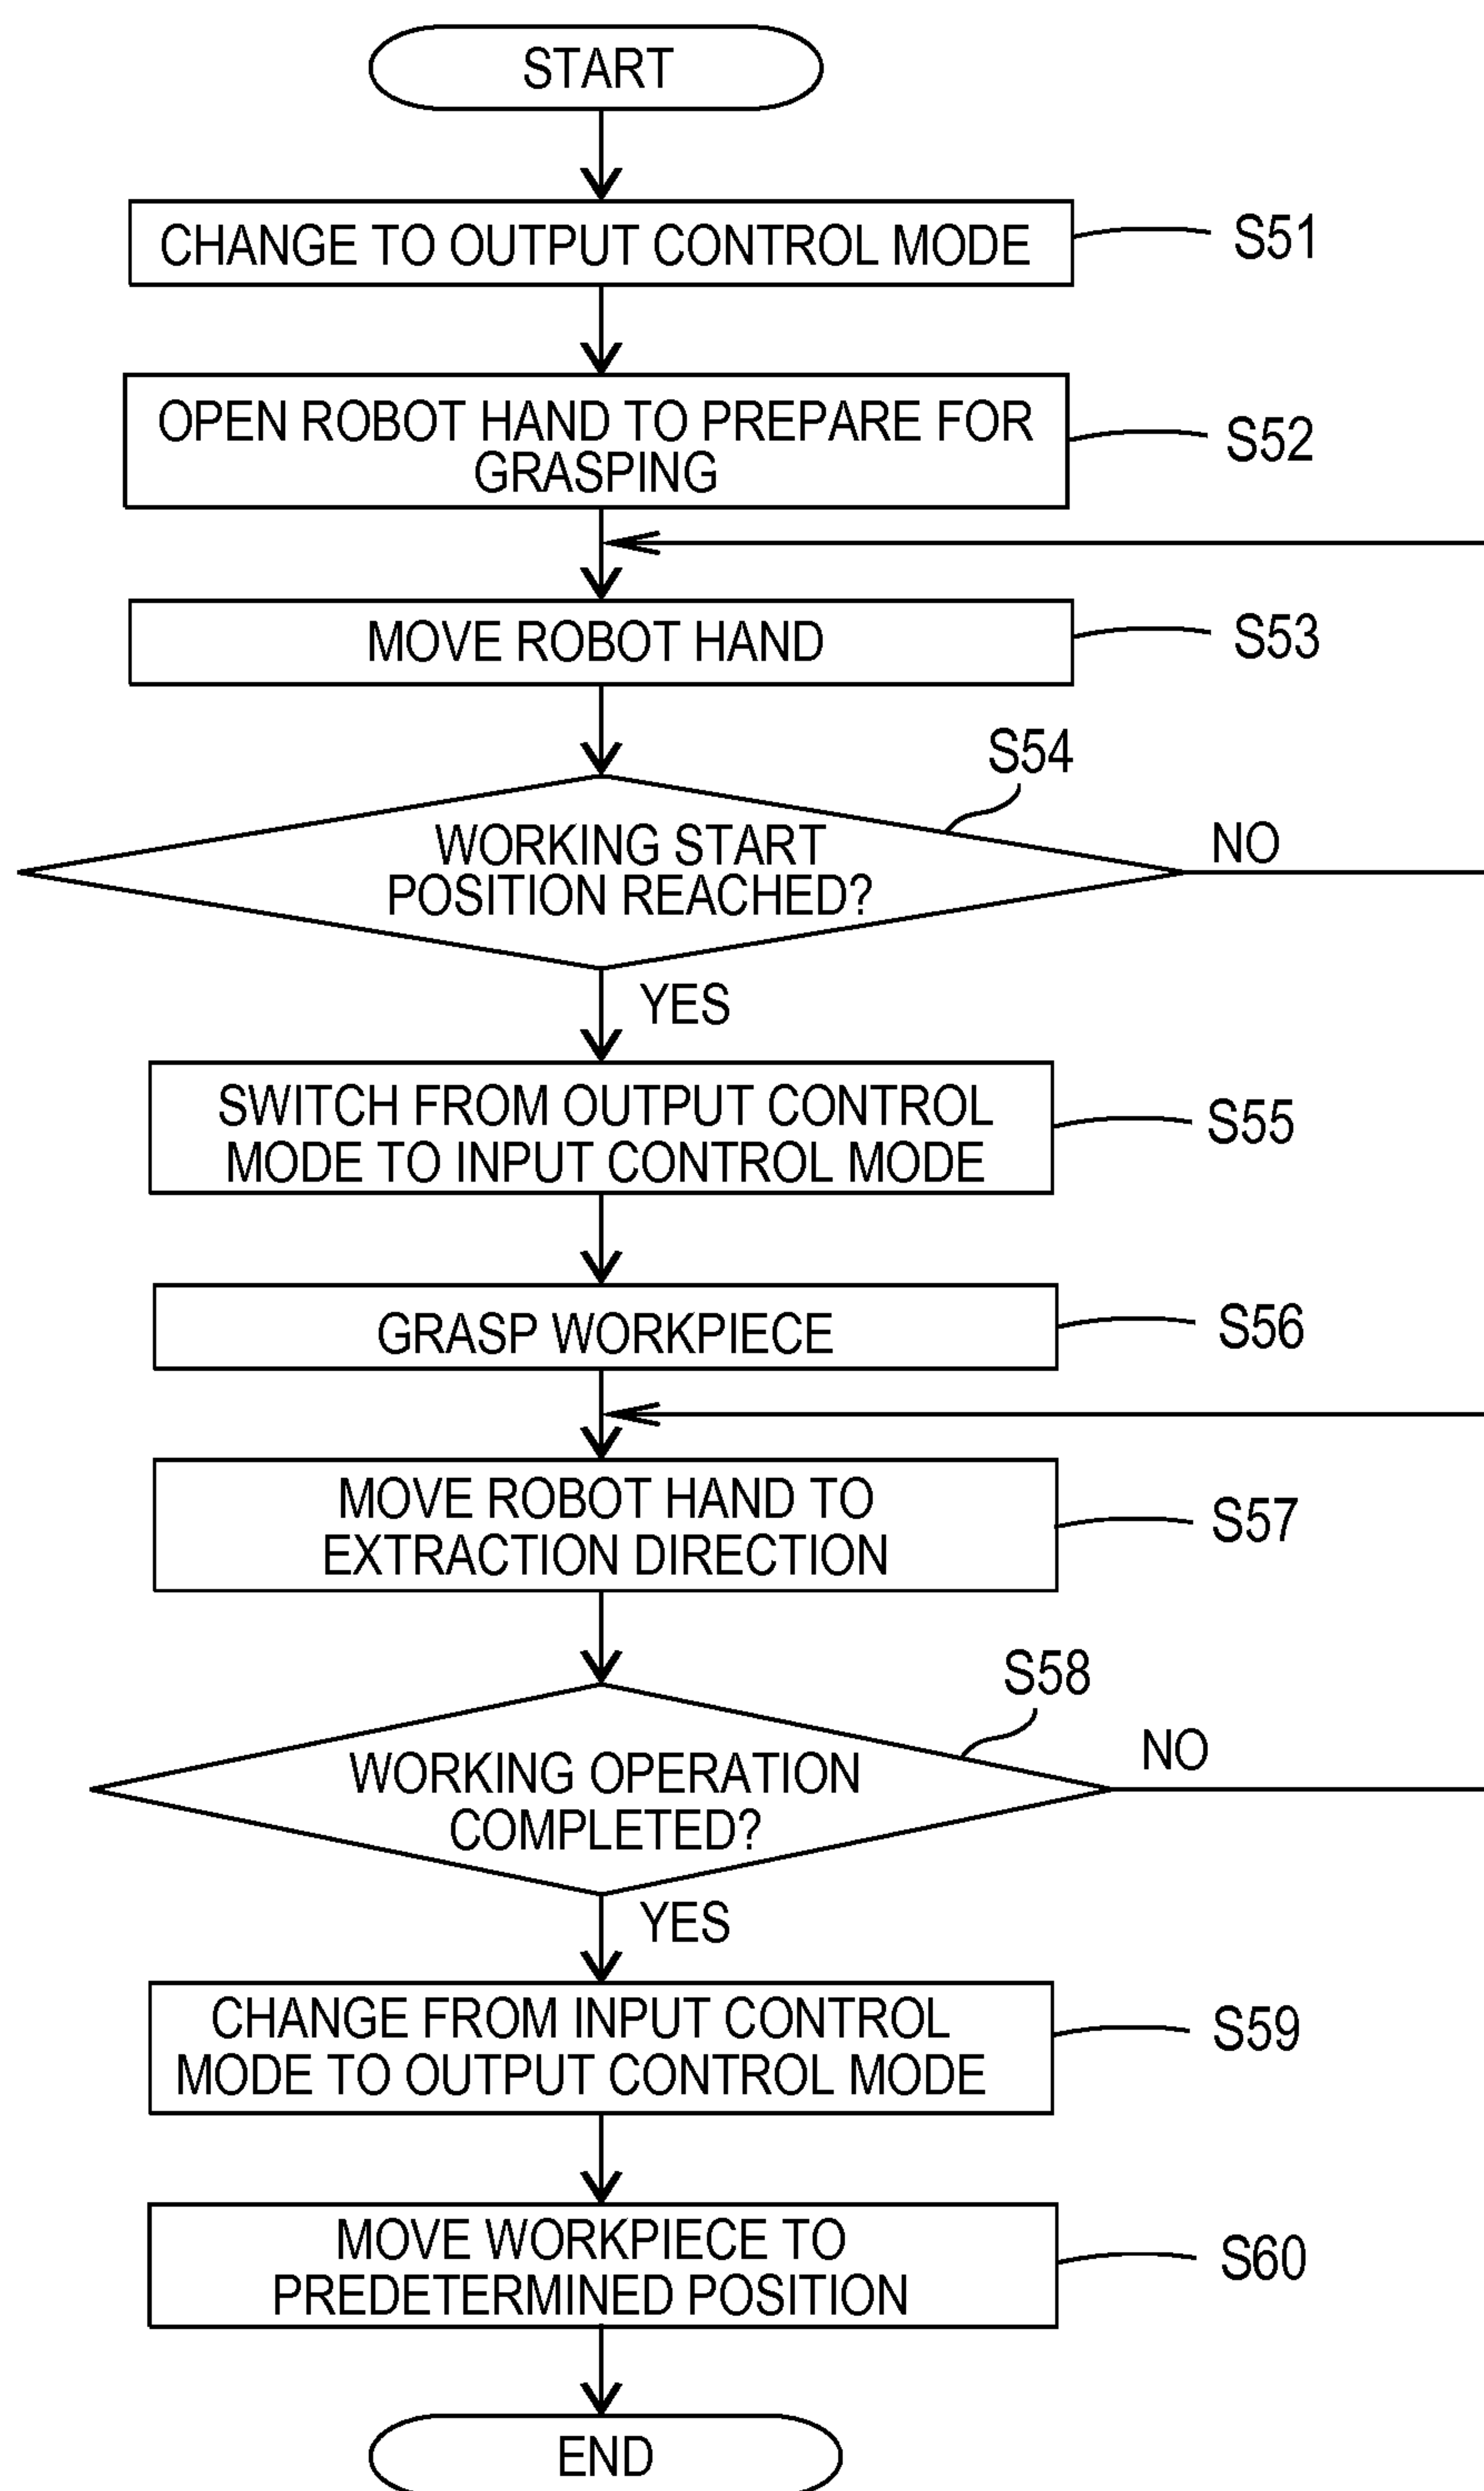 START
CHANGE TO OUTPUT CONTROL MODE
S51
OPEN ROBOT HAND TO PREPARE FOR
GRASPING
S52
MOVE ROBOT HAND
S53
S54
WORKING START
POSITION REACHED?
NO
YES
SWITCH FROM OUTPUT CONTROL
MODE TO INPUT CONTROL MODE
S55
GRASP WORKPIECE
S56
MOVE ROBOT HAND TO
EXTRACTION DIRECTION
S57
S58
WORKING OPERATION
COMPLETED?
NO
YES
CHANGE FROM INPUT CONTROL
MODE TO OUTPUT CONTROL MODE
S59
MOVE WORKPIECE TO
PREDETERMINED POSITION
S60
END